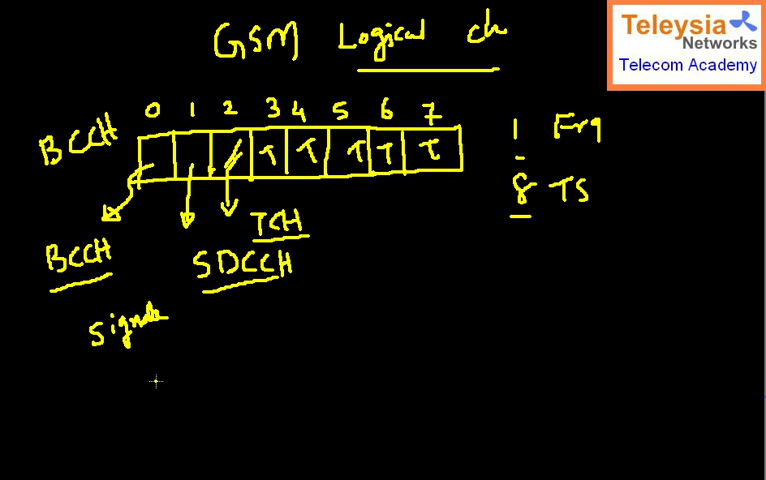 GSM Logical ch
Teleysia
Networks
Telecom Academy
0 1 2 3 4 5 6 7
BCCH T T T T T
1 Frq
8 TS
TCH
BCCH SDCCH